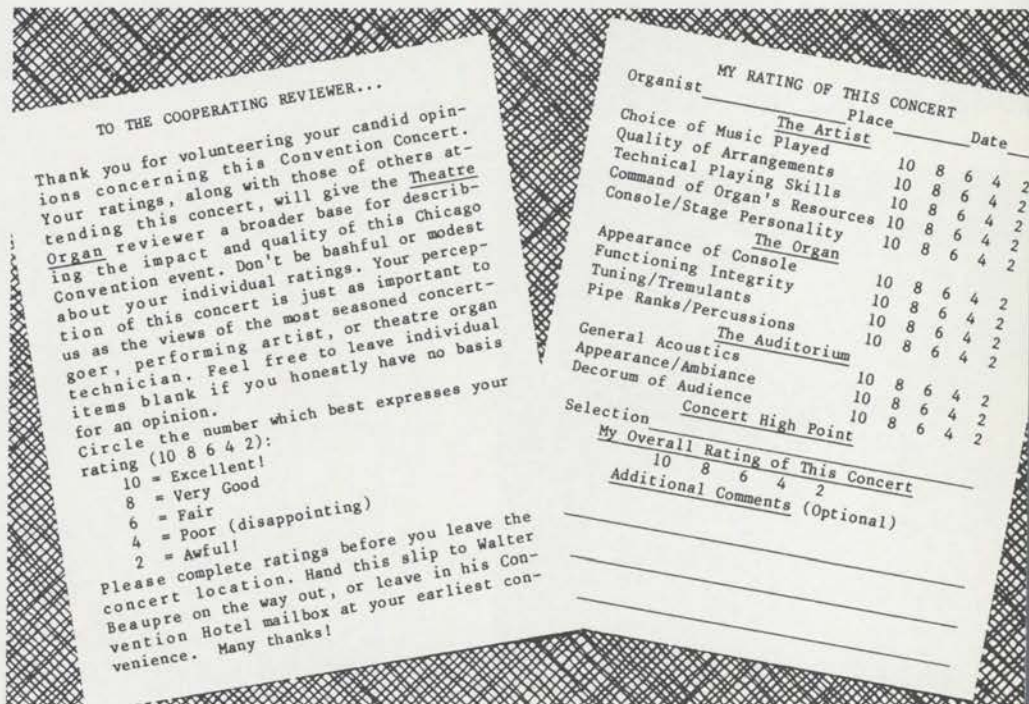 TO THE COOPERATING REVIEWER...
Thank you for volunteering your candid opin-
ions concerning this Convention Concert.
Your ratings, along with those of others at-
tending this concert, will give the Theatre
Organ reviewer a broader base for describ-
ing the impact and quality of this Chicago
Convention event. Don't be bashful or modest
about your individual ratings. Your percep-
tion of this concert is just as important to
us as the views of the most seasoned concert-
goer, performing artist, or theatre organ
technician. Feel free to leave individual
items blank if you honestly have no basis
for an opinion.
Circle the number which best expresses your
rating (10 8 6 4 2):
10 = Excellent!
8 = Very Good
6 = Fair
4 = Poor (disappointing)
2 = Awful!
Please complete ratings before you leave the
concert location. Hand this slip to Walter
Beaupre on the way out, or leave in his Con-
vention Hotel mailbox at your earliest con-
venience. Many thanks!
MY RATING OF THIS CONCERT
Organist Place Date
The Artist
Choice of Music Played 10 8 6 4 2
Quality of Arrangements 10 8 6 4 2
Technical Playing Skills 10 8 6 4 2
Command of Organ's Resources 10 8 6 4 2
Console/Stage Personality 10 8 6 4 2
The Organ
Appearance of Console 10 8 6 4 2
Functioning Integrity 10 8 6 4 2
Tuning/Tremulants 10 8 6 4 2
Pipe Ranks/Percussions 10 8 6 4 2
The Auditorium
General Acoustics 10 8 6 4 2
Appearance/Ambiance 10 8 6 4 2
Decorum of Audience 10 8 6 4 2
Concert High Point
Selection
My Overall Rating of This Concert
10 8 6 4 2
Additional Comments (Optional)